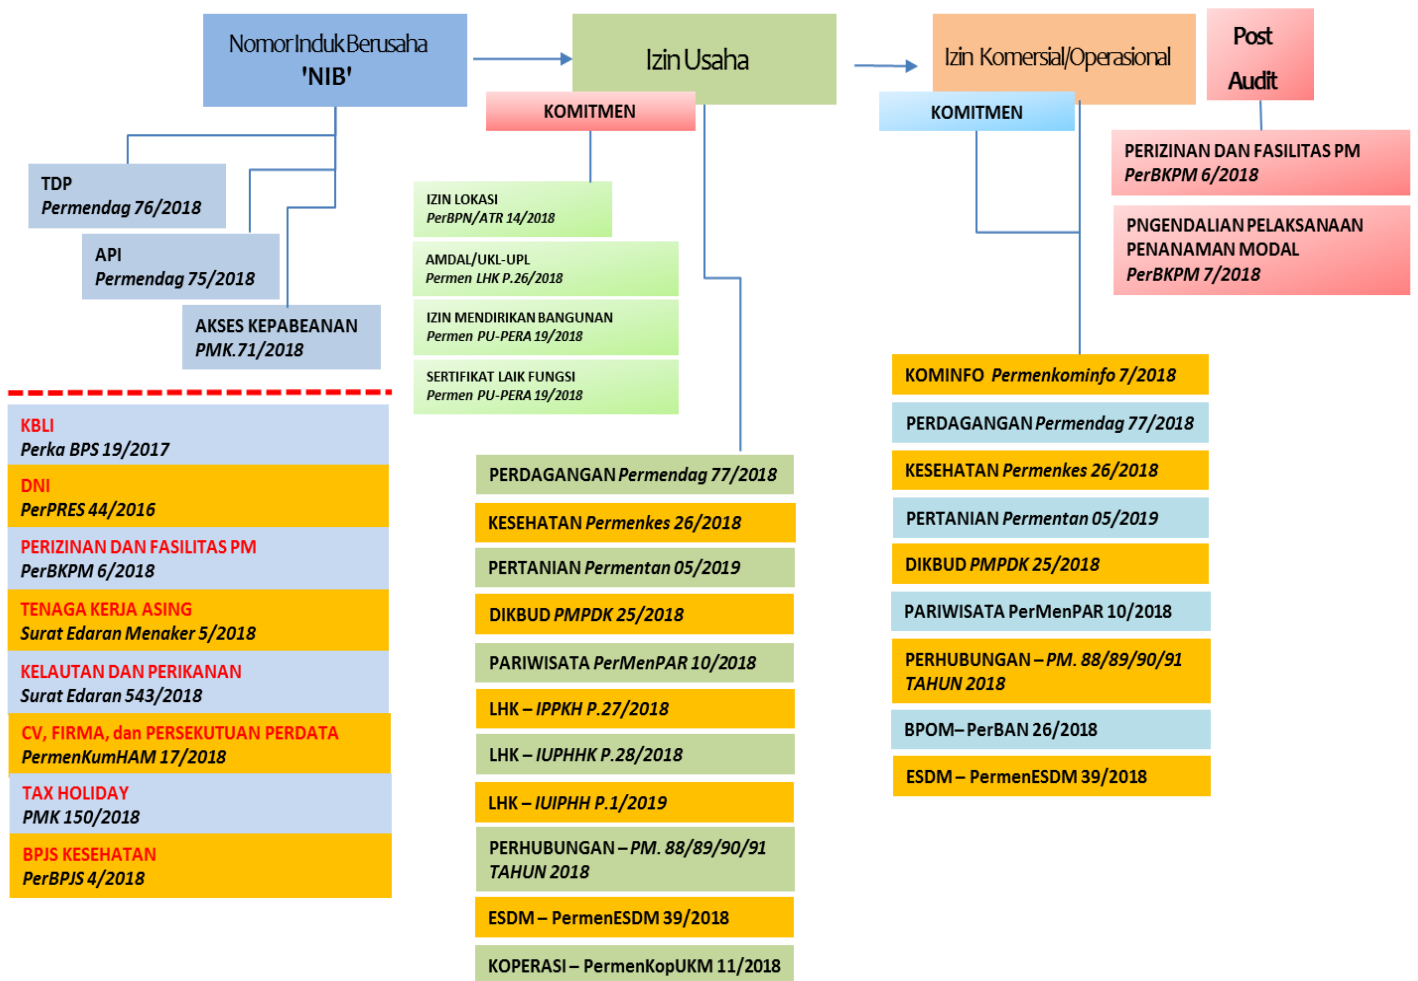 Nomor Induk Berusaha
'NIB'
Izin Usaha
Izin Komersial/Operasional
Post
Audit
KOMITMEN
KOMITMEN
TDP
Permendag 76/2018
API
Permendag 75/2018
AKSES KEPABEANAN
PMK.71/2018
KBLI
Perka BPS 19/2017
DNI
PerPRES 44/2016
PERIZINAN DAN FASILITAS PM
PerBKPM 6/2018
TENAGA KERJA ASING
Surat Edaran Menaker 5/2018
KELAUTAN DAN PERIKANAN
Surat Edaran 543/2018
CV, FIRMA, dan PERSEKUTUAN PERDATA
PermenKumHAM 17/2018
TAX HOLIDAY
PMK 150/2018
BPJS KESEHATAN
PerBPJS 4/2018
IZIN LOKASI
PerBPN/ATR 14/2018
AMDAL/UKL-UPL
Permen LHK P.26/2018
IZIN MENDIRIKAN BANGUNAN
Permen PU-PERA 19/2018
SERTIFIKAT LAIK FUNGSI
Permen PU-PERA 19/2018
PERDAGANGAN Permendag 77/2018
KESEHATAN Permenkes 26/2018
PERTANIAN Permentan 05/2019
DIKBUD PMPDK 25/2018
PARIWISATA PerMenPAR 10/2018
LHK – IPPKH P.27/2018
LHK – IUPHHK P.28/2018
LHK – IUIPHH P.1/2019
PERHUBUNGAN – PM. 88/89/90/91
TAHUN 2018
ESDM – PermenESDM 39/2018
KOPERASI – PermenKopUKM 11/2018
KOMINFO Permenkominfo 7/2018
PERDAGANGAN Permendag 77/2018
KESEHATAN Permenkes 26/2018
PERTANIAN Permentan 05/2019
DIKBUD PMPDK 25/2018
PARIWISATA PerMenPAR 10/2018
PERHUBUNGAN – PM. 88/89/90/91
TAHUN 2018
BPOM– PerBAN 26/2018
ESDM – PermenESDM 39/2018
PERIZINAN DAN FASILITAS PM
PerBKPM 6/2018
PNGENDALIAN PELAKSANAAN
PENANAMAN MODAL
PerBKPM 7/2018